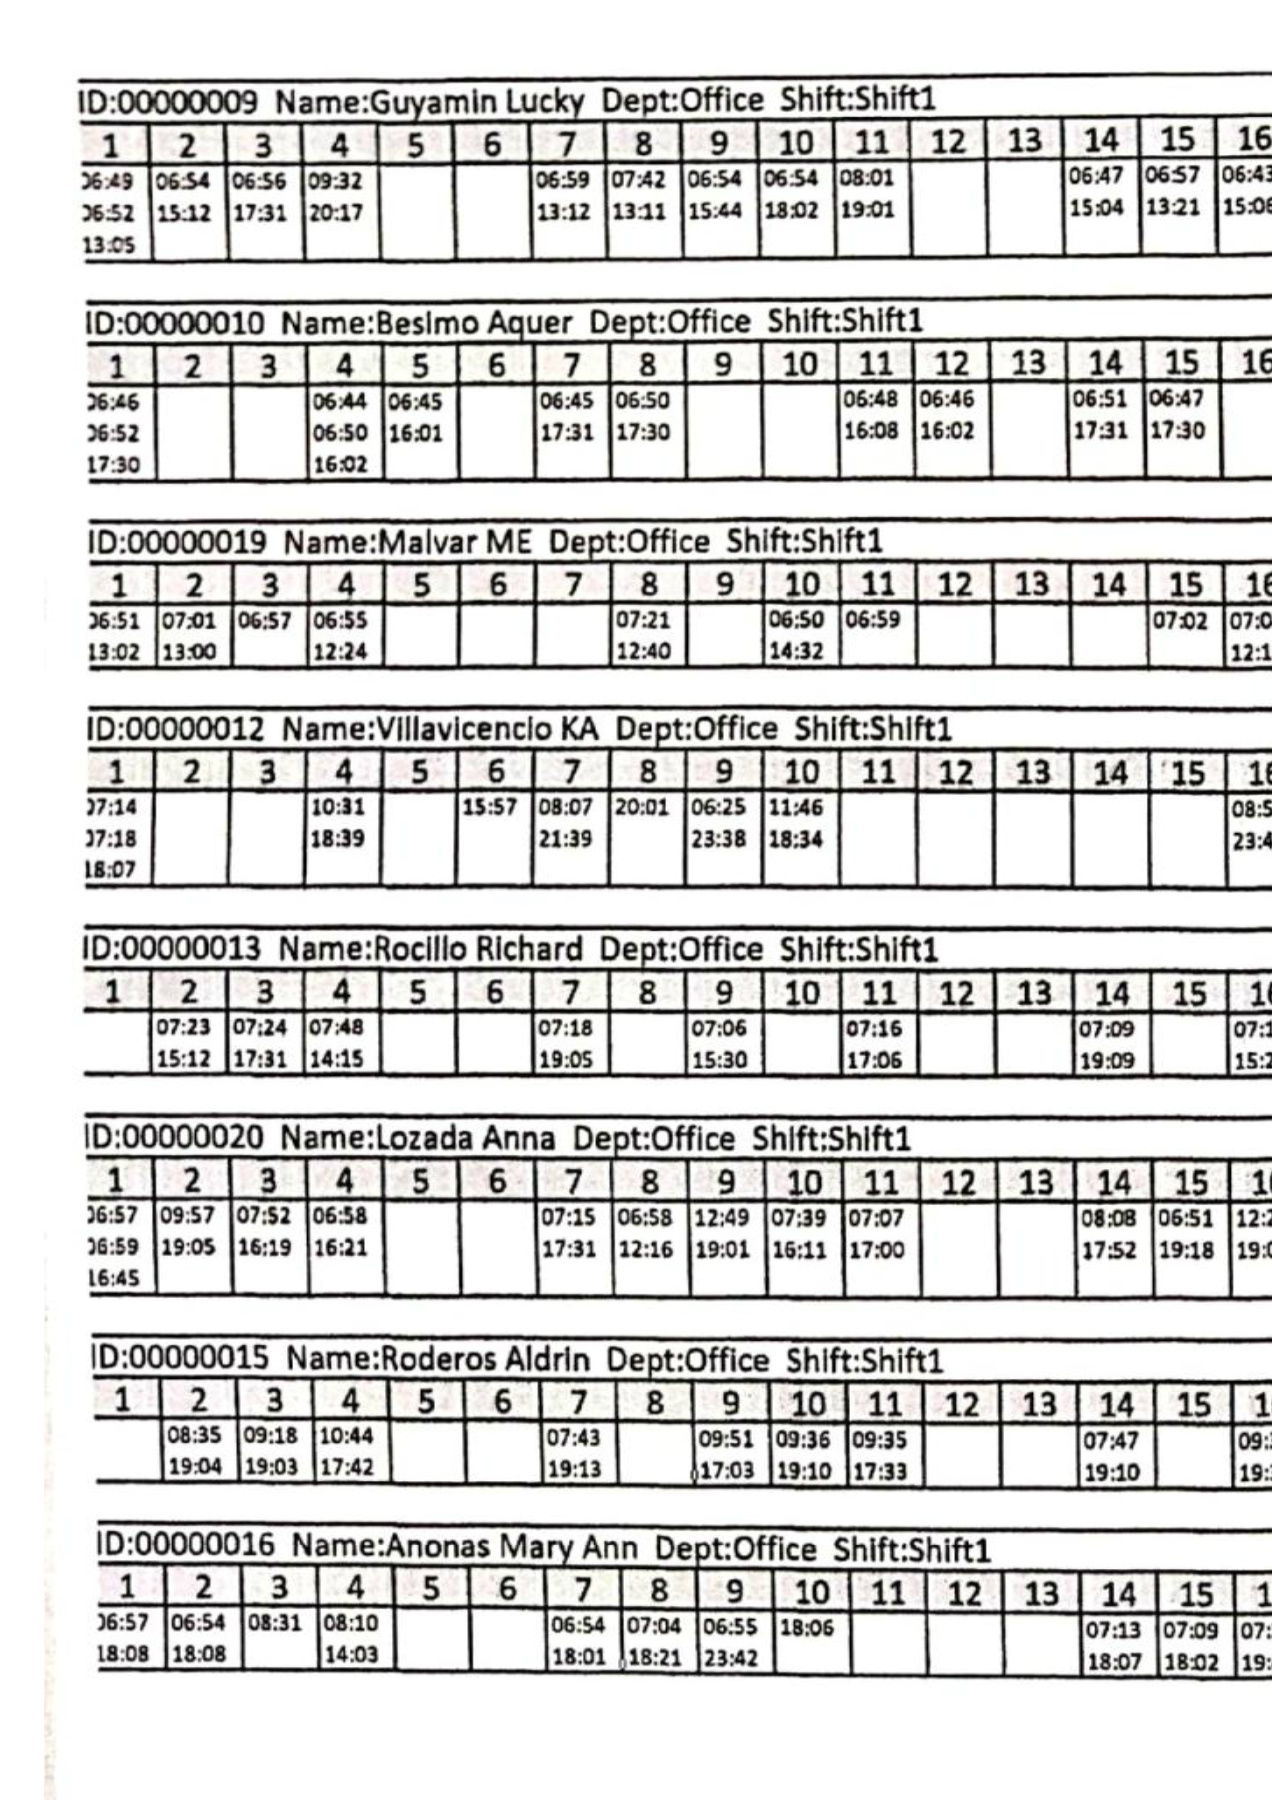 ID:00000009 Name:Guyamin Lucky Dept:Office Shift:Shift1
1 2 3 4 5 6 7 8 9 10 11 12 13 14 15 16
06:49 06:54 06:56 09:32 06:59 07:42 06:54 06:54 08:01 06:47 06:57 06:43
06:52 15:12 17:31 20:17 13:12 13:11 15:44 18:02 19:01 15:04 13:21 15:06
13:05
ID:00000010 Name:Besimo Aquer Dept:Office Shift:Shift1
1 2 3 4 5 6 7 8 9 10 11 12 13 14 15 16
06:46 06:44 06:45 06:45 06:50 06:48 06:46 06:51 06:47
06:52 06:50 16:01 17:31 17:30 16:08 16:02 17:31 17:30
17:30 16:02
ID:00000019 Name:Malvar ME Dept:Office Shift:Shift1
1 2 3 4 5 6 7 8 9 10 11 12 13 14 15 16
06:51 07:01 06:57 06:55 07:21 06:50 06:59 07:02 07:0
13:02 13:00 12:24 12:40 14:32 12:1
ID:00000012 Name:Villavicencio KA Dept:Office Shift:Shift1
1 2 3 4 5 6 7 8 9 10 11 12 13 14 15 16
07:14 10:31 15:57 08:07 20:01 06:25 11:46 08:5
07:18 18:39 21:39 23:38 18:34 23:4
18:07
ID:00000013 Name:Rocillo Richard Dept:Office Shift:Shift1
1 2 3 4 5 6 7 8 9 10 11 12 13 14 15 16
07:23 07:24 07:48 07:18 07:06 07:16 07:09 07:1
15:12 17:31 14:15 19:05 15:30 17:06 19:09 15:2
ID:00000020 Name:Lozada Anna Dept:Office Shift:Shift1
1 2 3 4 5 6 7 8 9 10 11 12 13 14 15 1
06:57 09:57 07:52 06:58 07:15 06:58 12:49 07:39 07:07 08:08 06:51 12:2
06:59 19:05 16:19 16:21 17:31 12:16 19:01 16:11 17:00 17:52 19:18 19:0
16:45
ID:00000015 Name:Roderos Aldrin Dept:Office Shift:Shift1
1 2 3 4 5 6 7 8 9 10 11 12 13 14 15 1
08:35 09:18 10:44 07:43 09:51 09:36 09:35 07:47 09:
19:04 19:03 17:42 19:13 17:03 19:10 17:33 19:10 19:
ID:00000016 Name:Anonas Mary Ann Dept:Office Shift:Shift1
1 2 3 4 5 6 7 8 9 10 11 12 13 14 15 1
06:57 06:54 08:31 08:10 06:54 07:04 06:55 18:06 07:13 07:09 07:
18:08 18:08 14:03 18:01 18:21 23:42 18:07 18:02 19: